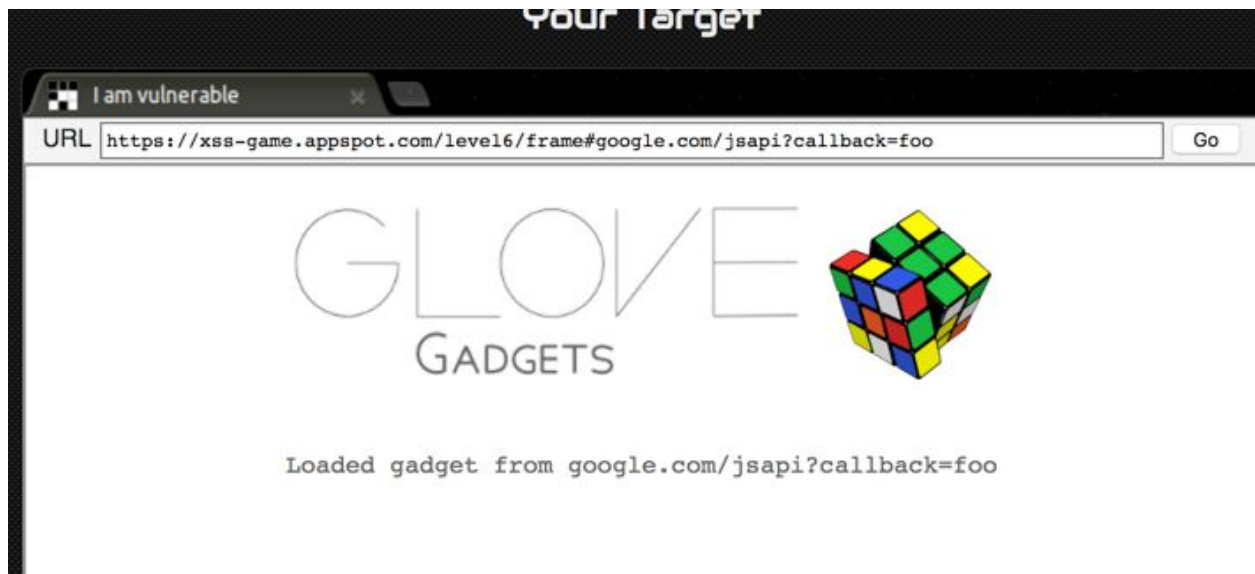 Your Target
I am vulnerable
URL https://xss-game.appspot.com/level6/frame#google.com/jsapi?callback=foo Go
GLOVE
GADGETS
Loaded gadget from google.com/jsapi?callback=foo